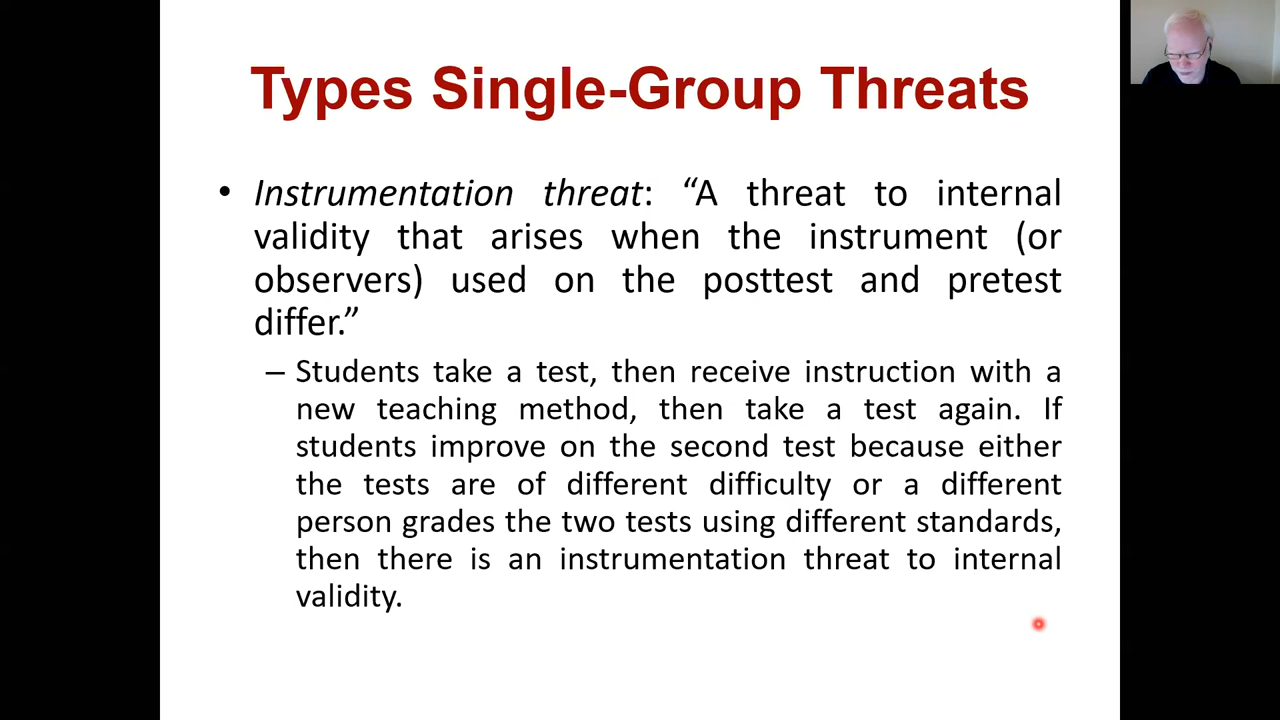 Types Single-Group Threats
• Instrumentation threat: “A threat to internal
validity that arises when the instrument (or
observers) used on the posttest and pretest
differ.”
– Students take a test, then receive instruction with a
new teaching method, then take a test again. If
students improve on the second test because either
the tests are of different difficulty or a different
person grades the two tests using different standards,
then there is an instrumentation threat to internal
validity.